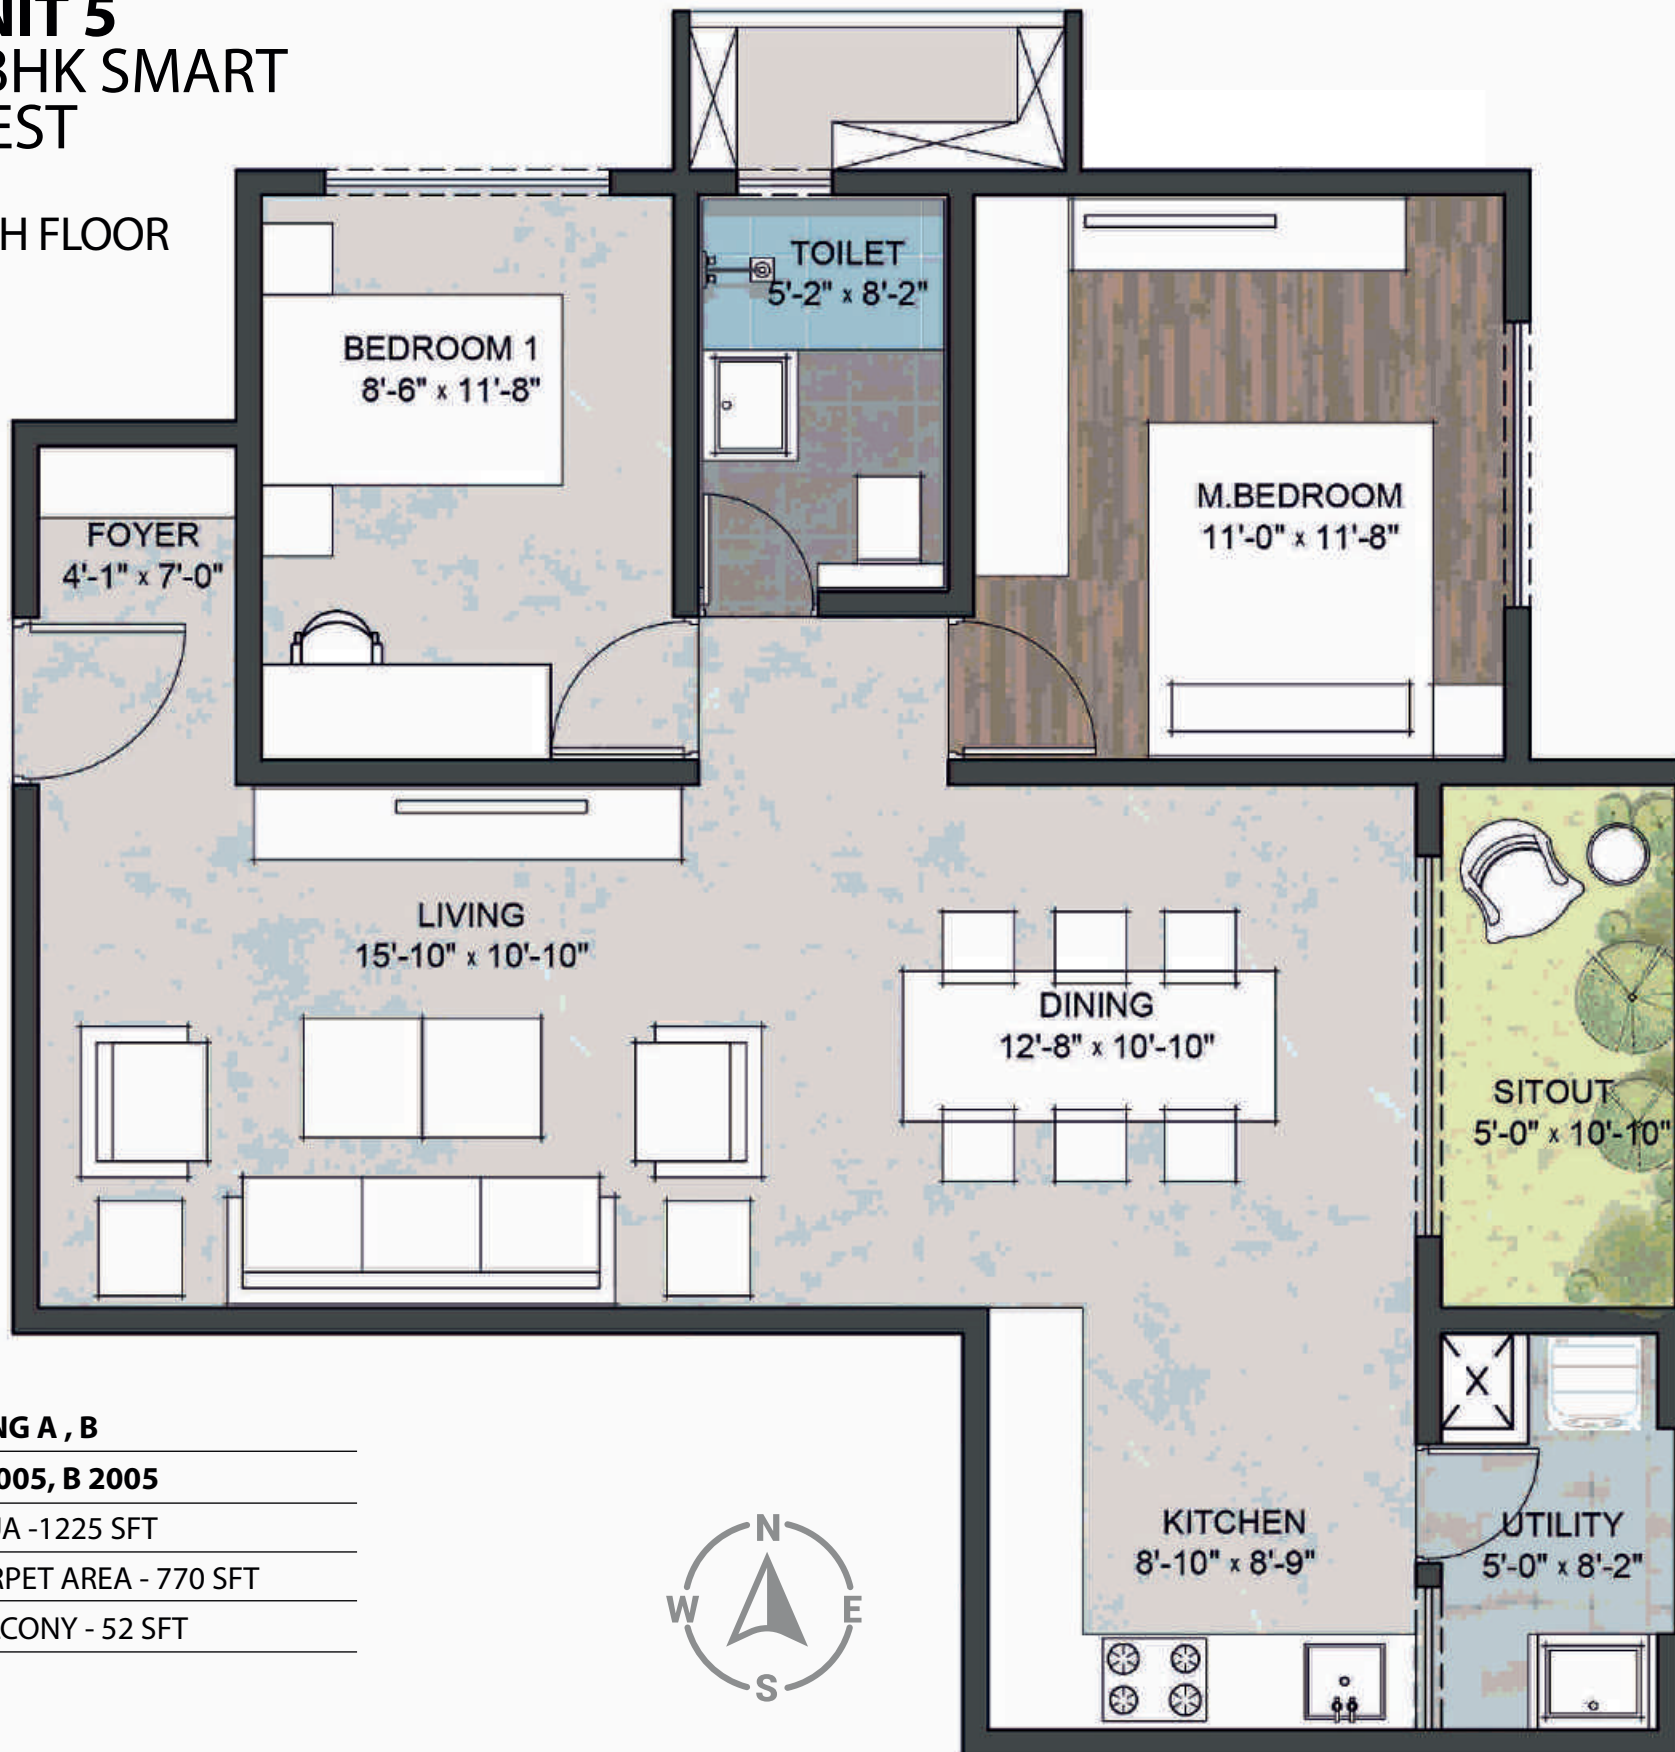 NIT 5
BHK SMART
EST
H FLOOR
TOILET
5'-2" x 8'-2"
BEDROOM 1
8'-6" x 11'-8"
M.BEDROOM
11'-0" x 11'-8"
FOYER
4'-1" x 7'-0"
LIVING
15'-10" x 10'-10"
DINING
12'-8" x 10'-10"
SITOUT
5'-0" x 10'-10"
X
KITCHEN
8'-10" x 8'-9"
UTILITY
5'-0" x 8'-2"
NG A , B
005, B 2005
UA -1225 SFT
RPET AREA - 770 SFT
LCONY - 52 SFT
N
W E
S